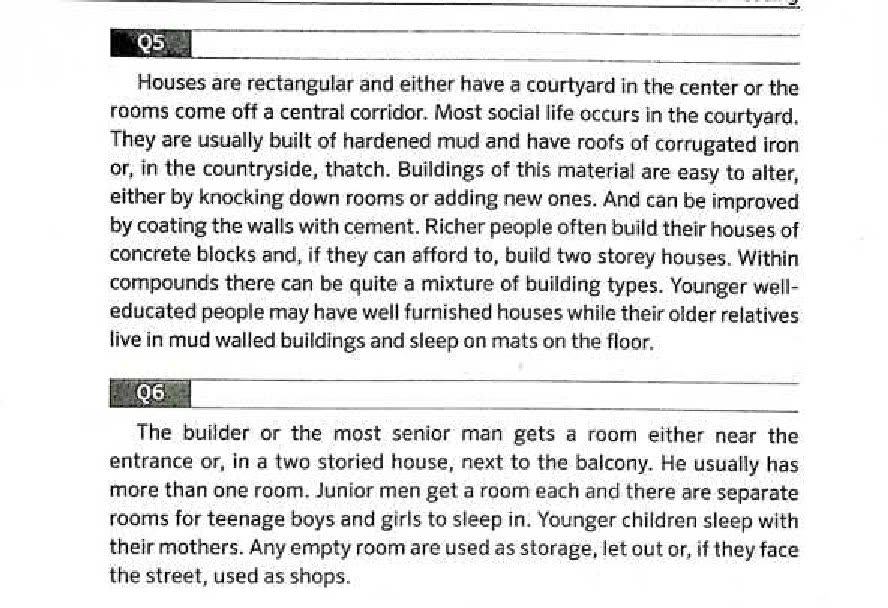 Q5
Houses are rectangular and either have a courtyard in the center or the
rooms come off a central corridor. Most social life occurs in the courtyard.
They are usually built of hardened mud and have roofs of corrugated iron
or, in the countryside, thatch. Buildings of this material are easy to alter,
either by knocking down rooms or adding new ones. And can be improved
by coating the walls with cement. Richer people often build their houses of
concrete blocks and, if they can afford to, build two storey houses. Within
compounds there can be quite a mixture of building types. Younger well-
educated people may have well furnished houses while their older relatives
live in mud walled buildings and sleep on mats on the floor.
Q6
The builder or the most senior man gets a room either near the
entrance or, in a two storied house, next to the balcony. He usually has
more than one room. Junior men get a room each and there are separate
rooms for teenage boys and girls to sleep in. Younger children sleep with
their mothers. Any empty room are used as storage, let out or, if they face
the street, used as shops.